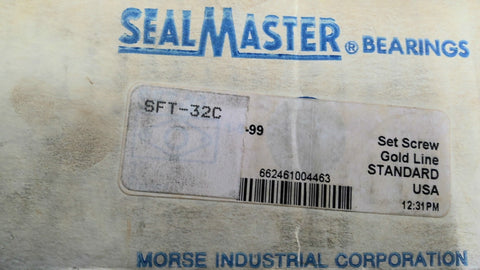 SEALMASTER® BEARINGS
SFT-32C
-99
Set Screw
Gold Line
STANDARD
USA
662461004463
12:31PM
MORSE INDUSTRIAL CORPORATION